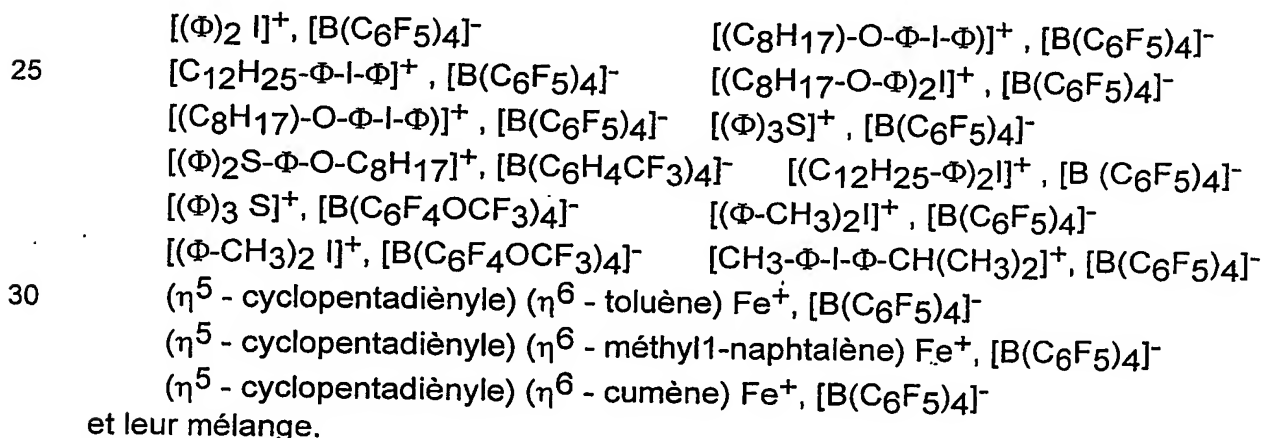 [(Φ)2 I]+, [B(C6F5)4]- [(C8H17)-O-Φ-I-Φ)]+ , [B(C6F5)4]-
25 [C12H25-Φ-I-Φ]+ , [B(C6F5)4]- [(C8H17-O-Φ)2I]+ , [B(C6F5)4]-
[(C8H17)-O-Φ-I-Φ)]+ , [B(C6F5)4]- [(Φ)3S]+ , [B(C6F5)4]-
[(Φ)2S-Φ-O-C8H17]+, [B(C6H4CF3)4]- [(C12H25-Φ)2I]+ , [B (C6F5)4]-
[(Φ)3 S]+, [B(C6F4OCF3)4]- [(Φ-CH3)2I]+ , [B(C6F5)4]-
[(Φ-CH3)2 I]+, [B(C6F4OCF3)4]- [CH3-Φ-I-Φ-CH(CH3)2]+, [B(C6F5)4]-
30 (η5 - cyclopentadiènyle) (η6 - toluène) Fe+, [B(C6F5)4]-
(η5 - cyclopentadiènyle) (η6 - méthyl1-naphtalène) Fe+, [B(C6F5)4]-
(η5 - cyclopentadiènyle) (η6 - cumène) Fe+, [B(C6F5)4]-
et leur mélange.